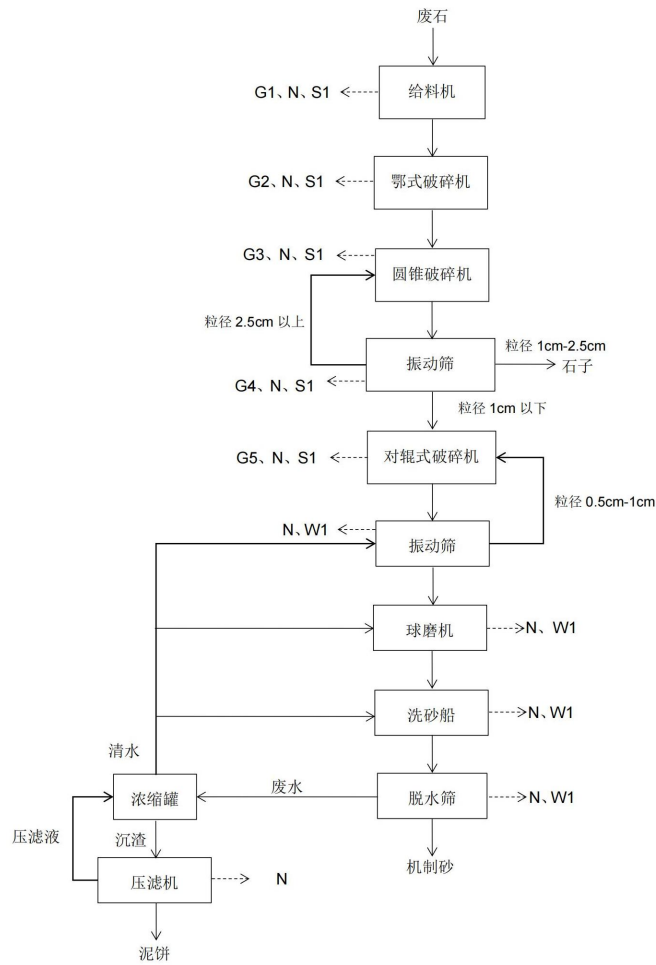 废石
G1、N、S1
给料机
G2、N、S1
鄂式破碎机
G3、N、S1
圆锥破碎机
粒径 2.5cm 以上
粒径 1cm-2.5cm
振动筛
石子
G4、N、S1
粒径 1cm 以下
G5、N、S1
对辊式破碎机
粒径 0.5cm-1cm
N、W1
振动筛
球磨机
N、W1
洗砂船
N、W1
清水
浓缩罐
废水
脱水筛
N、W1
压滤液
沉渣
机制砂
压滤机
N
泥饼